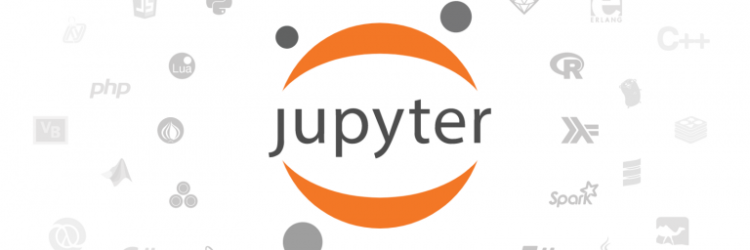 ERLANG
C++
Lua
php
R
VB
jupyter
Spark